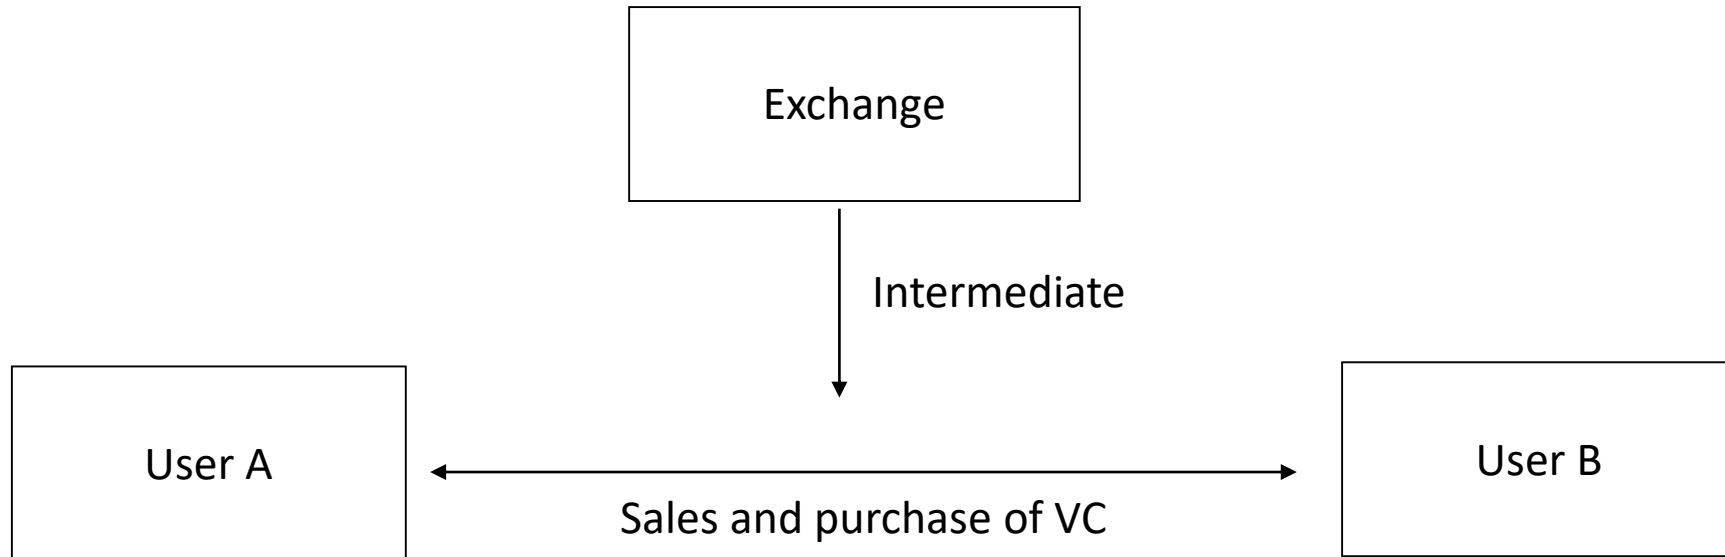 Exchange
Intermediate
User A
User B
Sales and purchase of VC